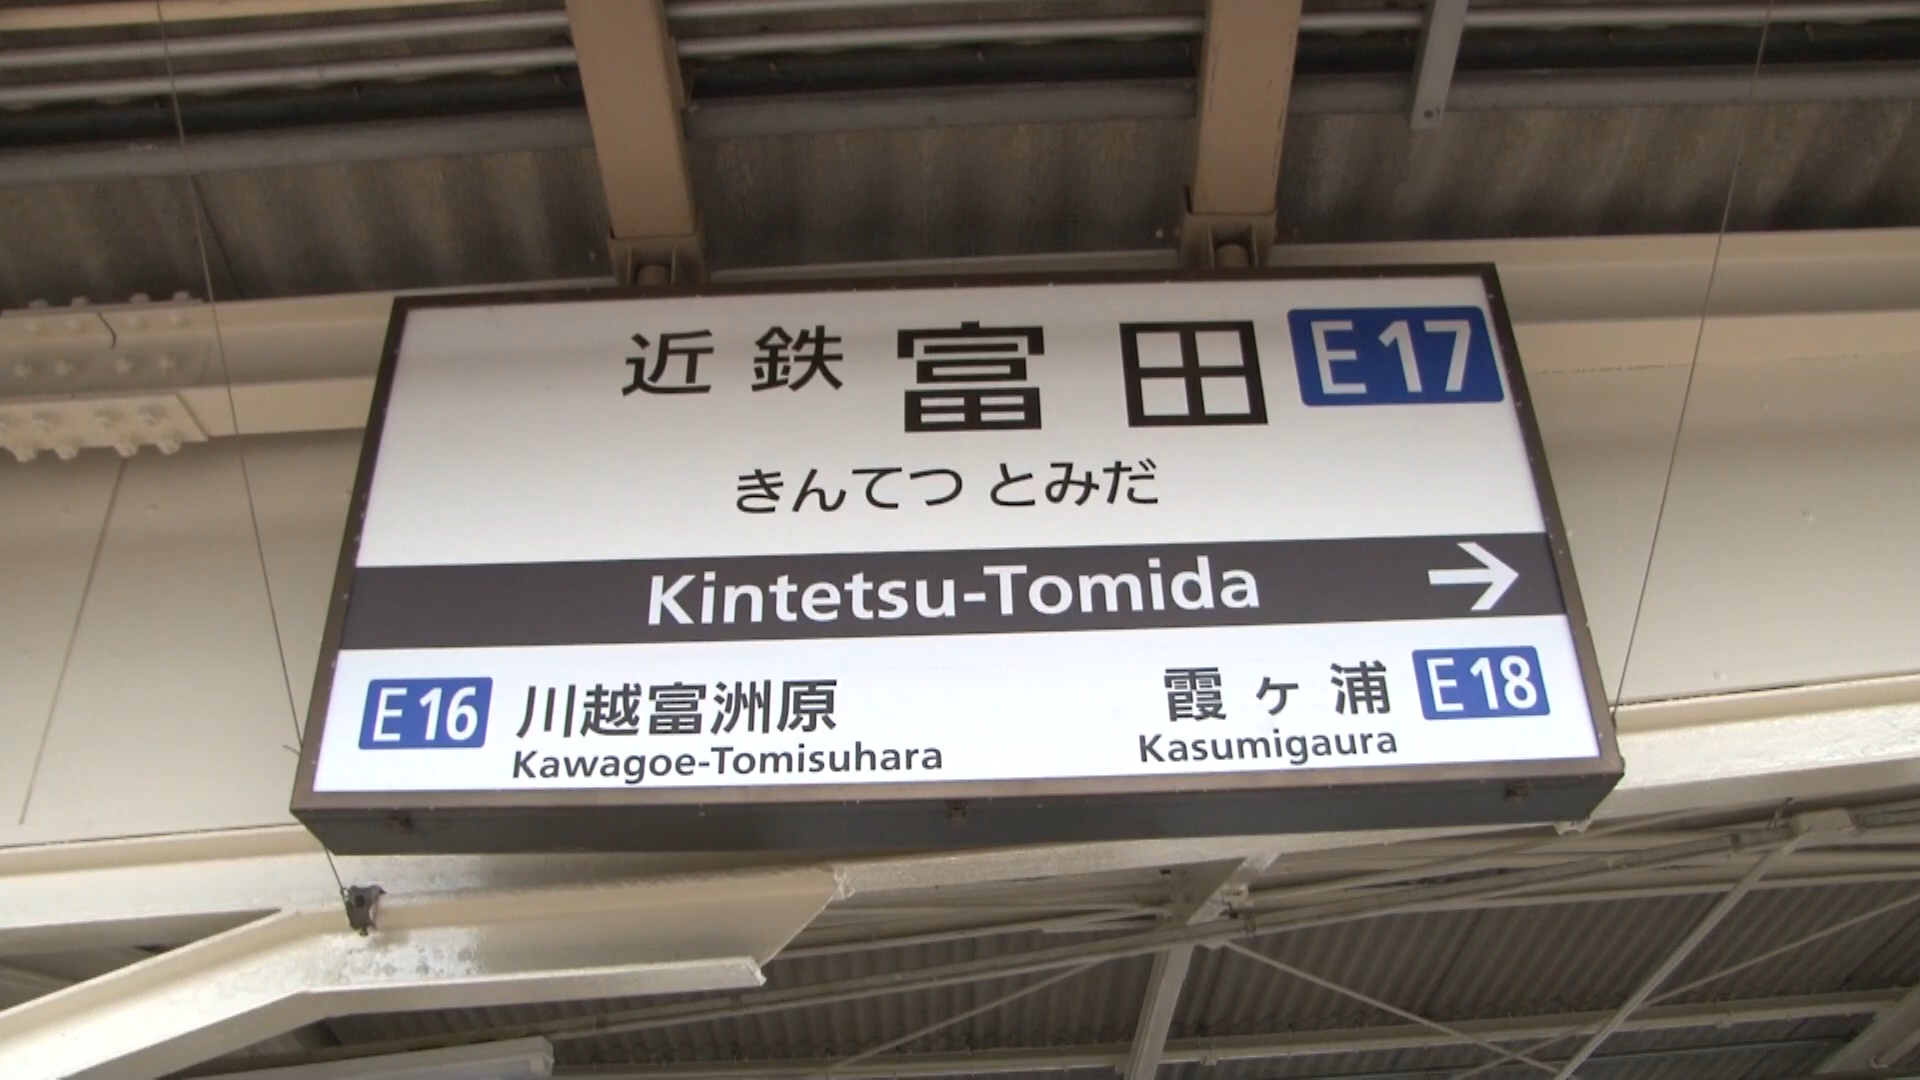 近鉄富田 E17
きんてつ とみだ
Kintetsu-Tomida →
E16 川越富洲原 霞ヶ浦 E18
Kawagoe-Tomisuhara Kasumigaura